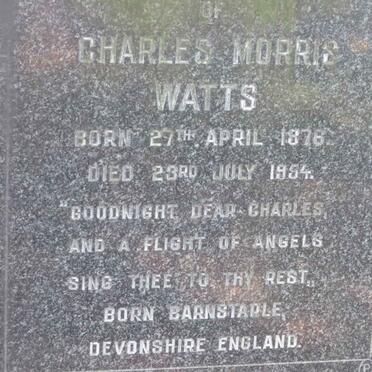 OF
CHARLES MORRIS
WATTS
BORN 27TH APRIL 1876.
DIED 23RD JULY 1954.
"GOODNIGHT, DEAR CHARLES,
AND A FLIGHT OF ANGELS
SING THEE TO THY REST,,
BORN BARNSTAPLE,
DEVONSHIRE ENGLAND.